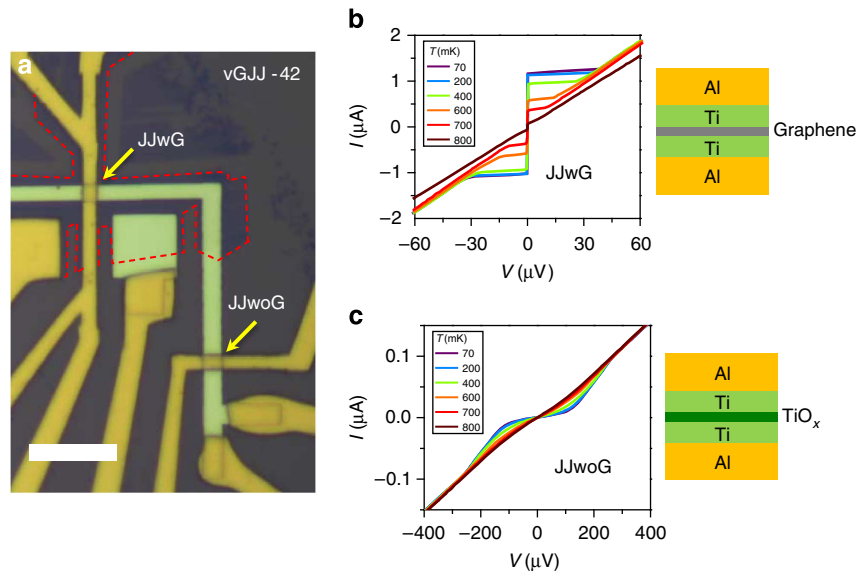 a
vGJJ -42
JJwG
JJwoG
b
T(mK)
70
200
400
600
700
800
2
1
0
−1
−2
I (μA)
−60
−30
0
30
60
V (μV)
JJwG
Al
Ti
Graphene
Ti
Al
c
T(mK)
70
200
400
600
700
800
0.1
0.0
−0.1
I (μA)
−400
−200
0
200
400
V (μV)
JJwoG
Al
Ti
TiOₓ
Ti
Al